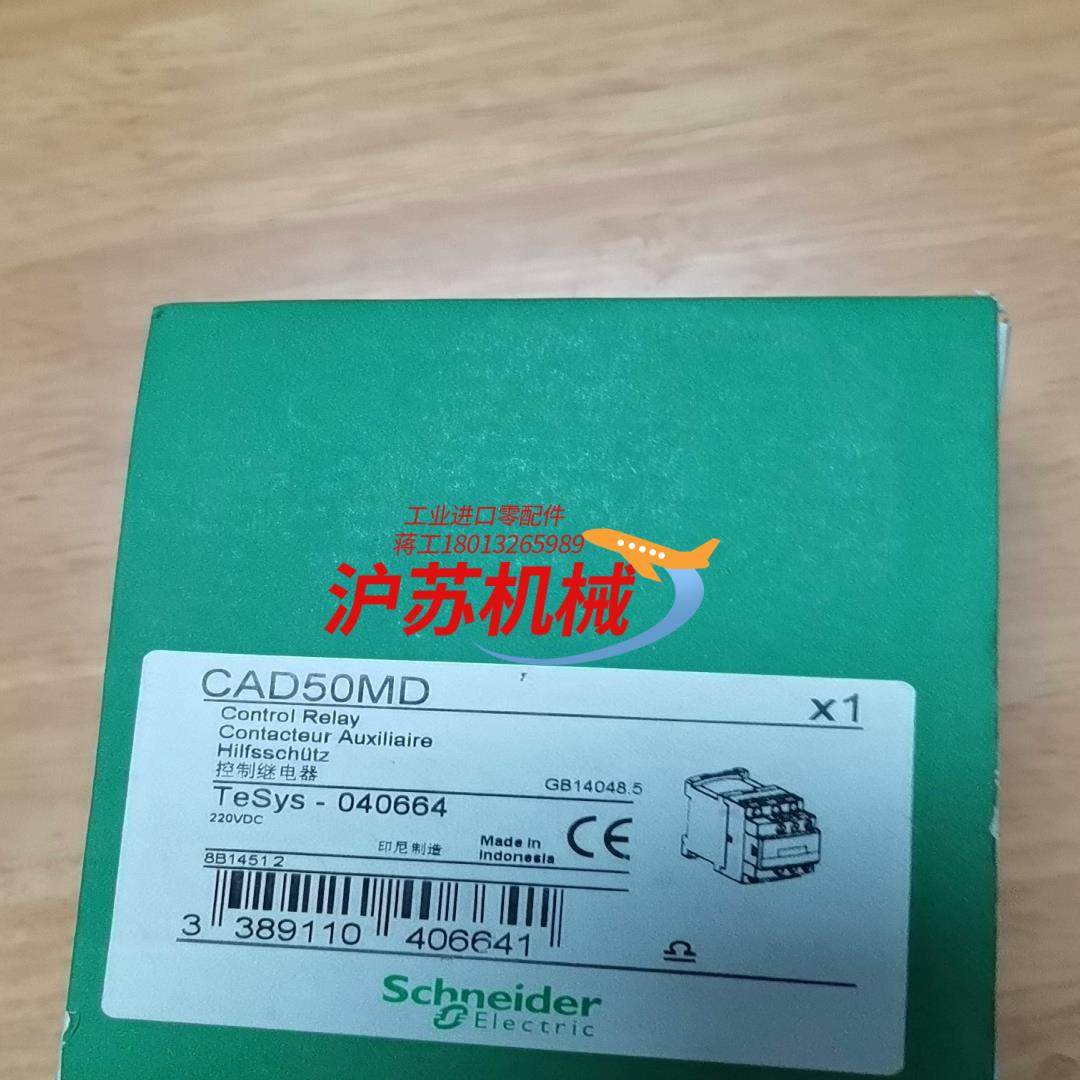 工业进口零配件
蒋工18013265989
沪苏机械
CAD50MD x1
Control Relay
Contacteur Auxiliaire
Hilfsschütz
控制继电器
GB14048.5
TeSys - 040664
220VDC
印尼制造 Made in
Indonesia
CE
8B14512
3 389110 406641
Schneider
Electric